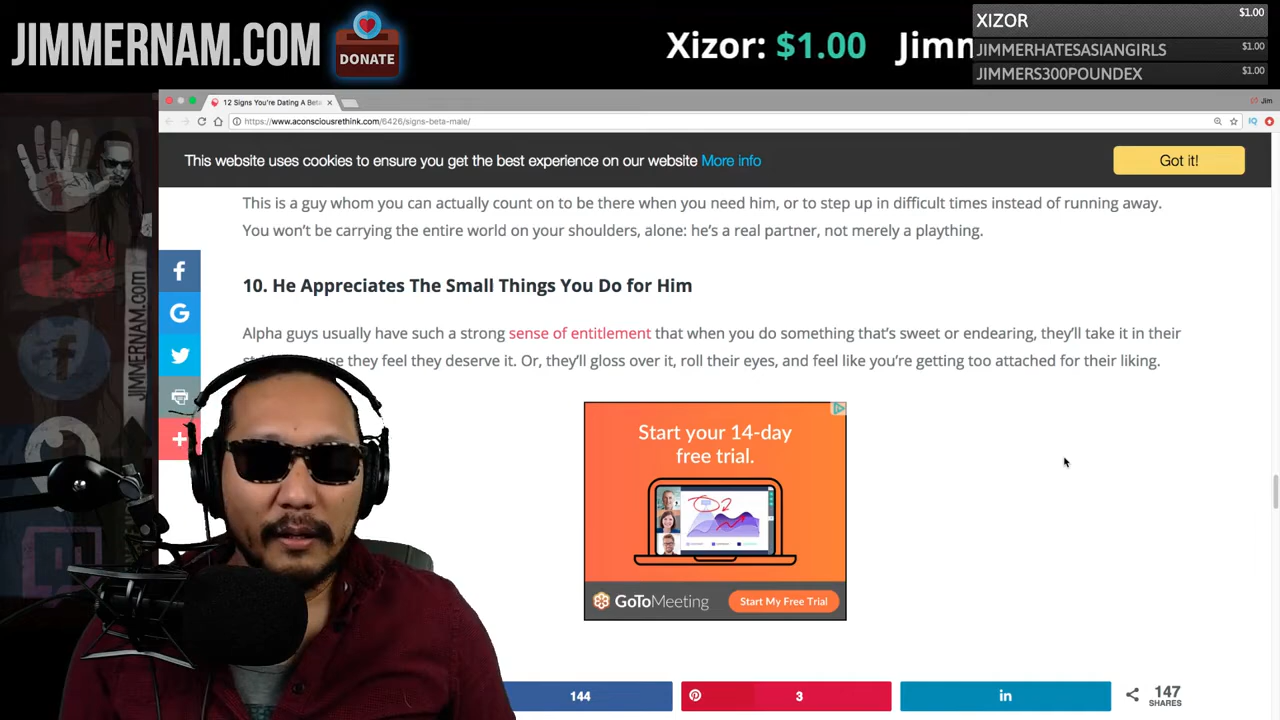 JIMMERNAM.COM
DONATE
Xizor: $1.00 Jimm
XIZOR $1.00
JIMMERHATESASIANGIRLS $1.00
JIMMERS300POUNDEX $1.00
12 Signs You're Dating A Beta
Jim
https://www.aconsciousrethink.com/6426/signs-beta-male/
This website uses cookies to ensure you get the best experience on our website More info
Got it!
This is a guy whom you can actually count on to be there when you need him, or to step up in difficult times instead of running away.
You won't be carrying the entire world on your shoulders, alone: he's a real partner, not merely a plaything.
10. He Appreciates The Small Things You Do for Him
Alpha guys usually have such a strong sense of entitlement that when you do something that's sweet or endearing, they'll take it in their
they feel they deserve it. Or, they'll gloss over it, roll their eyes, and feel like you're getting too attached for their liking.
Start your 14-day
free trial.
GoToMeeting
Start My Free Trial
JIMMERNAM.com
144
3
in
147
SHARES